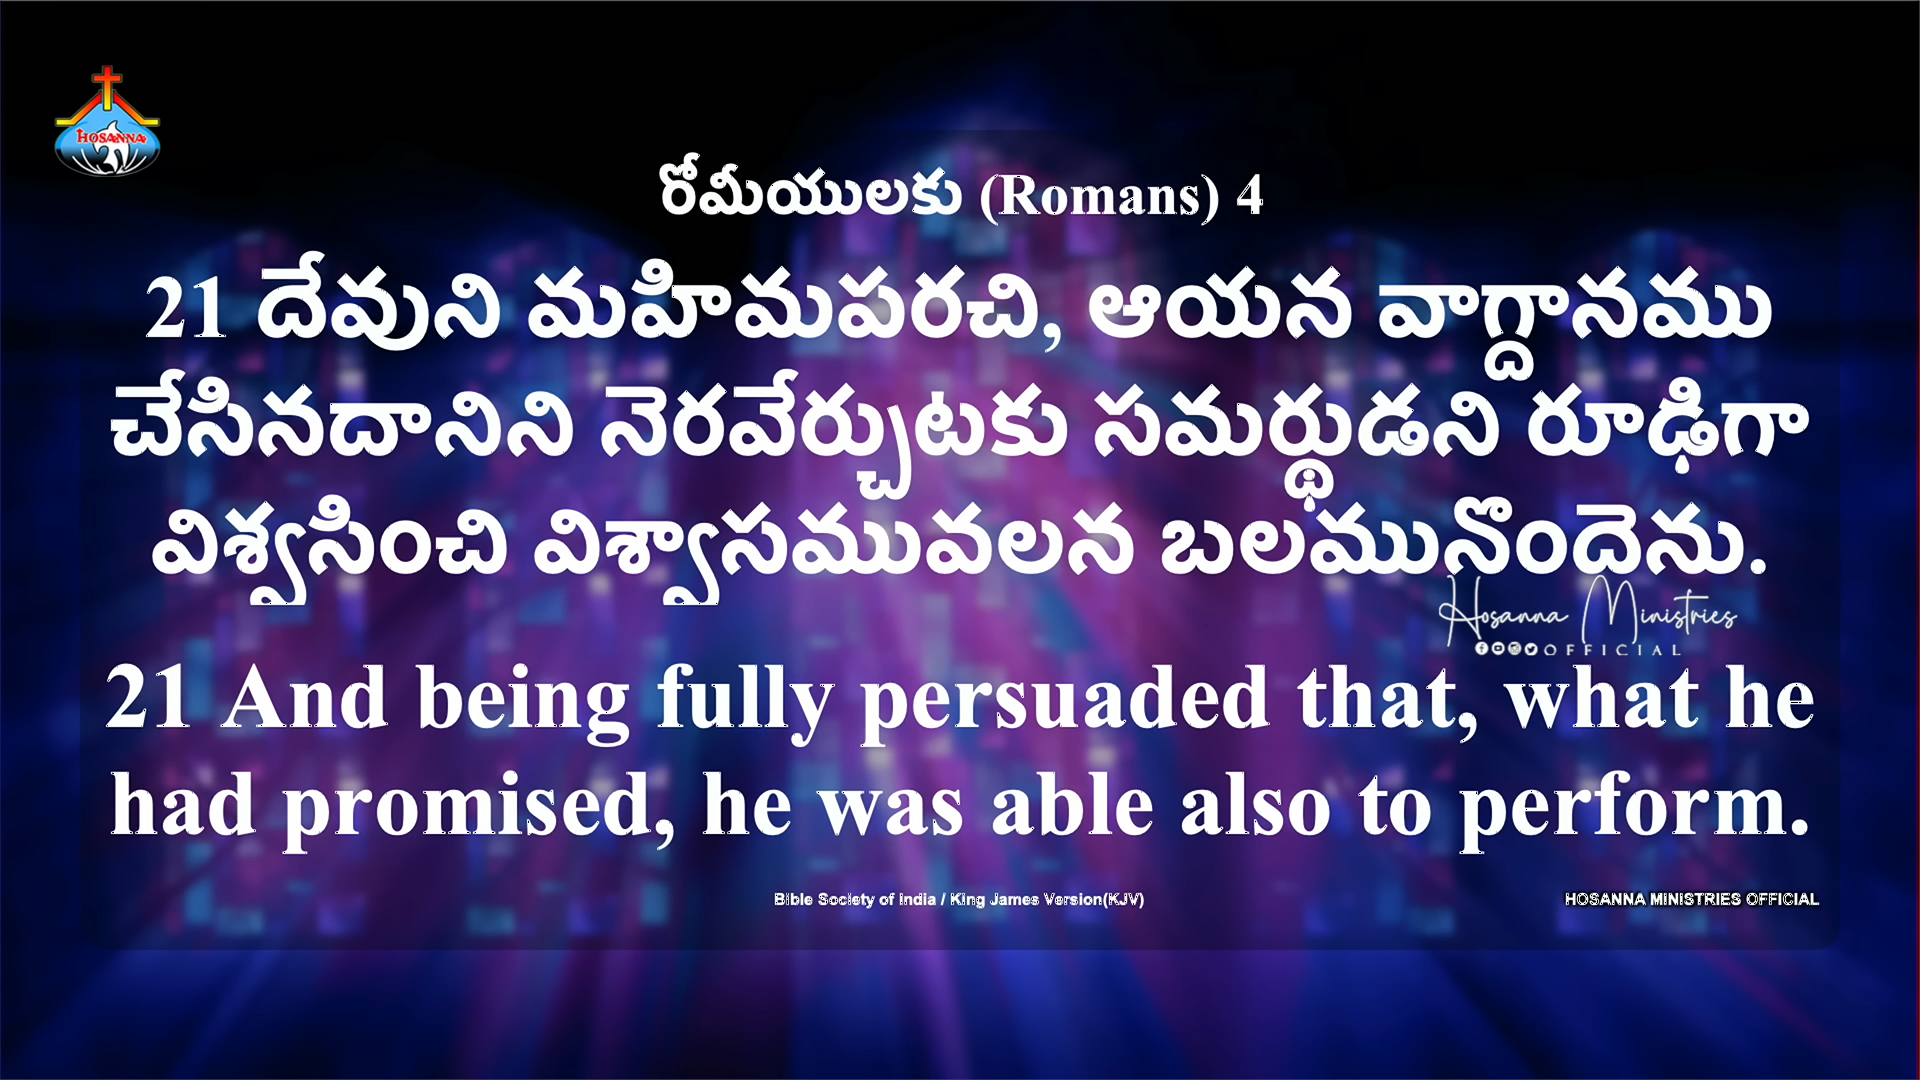 HOSANNA
రోమీయులకు (Romans) 4
21 దేవుని మహిమపరచి, ఆయన వాగ్దానము
చేసినదానిని నెరవేర్చుటకు సమర్థుడని రూఢిగా
విశ్వసించి విశ్వాసమువలన బలమునొందెను.
Hosanna Ministries
OFFICIAL
21 And being fully persuaded that, what he
had promised, he was able also to perform.
Bible Society of India / King James Version(KJV)
HOSANNA MINISTRIES OFFICIAL